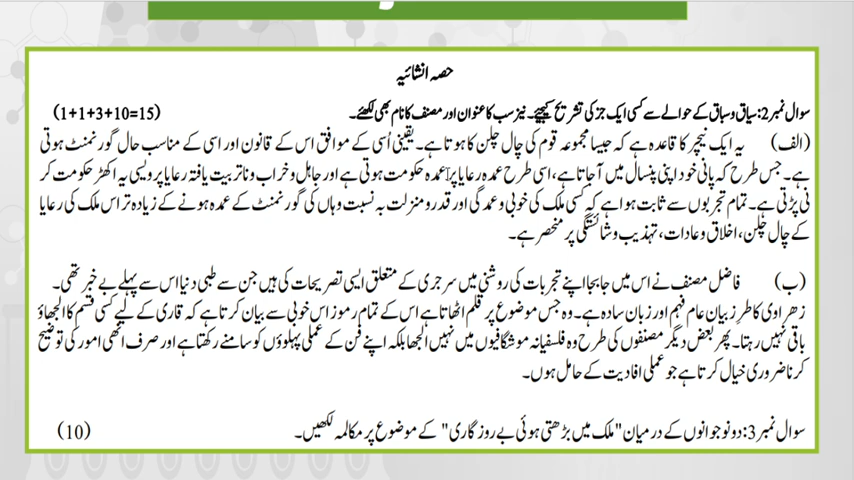 حصہ انشائیہ
سوال نمبر2: سیاق و سباق کے حوالے سے کسی ایک جز کی تشریح کیجیئے۔ نیز سب کا عنوان اور مصنف کا نام بھی لکھئے۔ (1+1+3+10=15)
(الف) یہ ایک نیچر کا قاعدہ ہے کہ جیسا مجموعہ قوم کی چال چلن کا ہوتا ہے۔ یقینی اُسی کے موافق اس کے قانون اور اسی کے مناسب حال گورنمنٹ ہوتی
ہے۔ جس طرح کہ پانی خود اپنی پنسال میں آ جاتا ہے، اسی طرح عمدہ رعایا پر عمدہ حکومت ہوتی ہے اور جاہل و خراب و ناتربیت یافتہ رعایا پر ویسی یہ اکھڑ حکومت کر
نی پڑتی ہے۔ تمام تجربوں سے ثابت ہوا ہے کہ کسی ملک کی خوبی و عمدگی اور قدر و منزلت بہ نسبت وہاں کی گورنمنٹ کے عمدہ ہونے کے زیادہ تر اس ملک کی رعایا
کے چال چلن، اخلاق و عادات، تہذیب و شائستگی پر منحصر ہے۔
(ب) فاضل مصنف نے اس میں جا بجا اپنے تجربات کی روشنی میں سرجری کے متعلق ایسی تصریحات کی ہیں جن سے طبی دنیا اس سے پہلے بے خبر تھی۔
زہراوی کا طرزِ بیان عام فہم اور زبان سادہ ہے۔ وہ جس موضوع پر قلم اٹھاتا ہے اس کے تمام رموز اس خوبی سے بیان کرتا ہے کہ قاری کے لیے کسی قسم کا الجھاؤ
باقی نہیں رہتا۔ پھر بعض دیگر مصنفوں کی طرح وہ فلسفیانہ موشگافیوں میں نہیں الجھا بلکہ اپنے فن کے عملی پہلوؤں کو سامنے رکھتا ہے اور صرف انھی امور کی توضیح
کرنا ضروری خیال کرتا ہے جو عملی افادیت کے حامل ہوں۔
سوال نمبر3: دو نوجوانوں کے درمیان "ملک میں بڑھتی ہوئی بے روزگاری" کے موضوع پر مکالمہ لکھیں۔ (10)